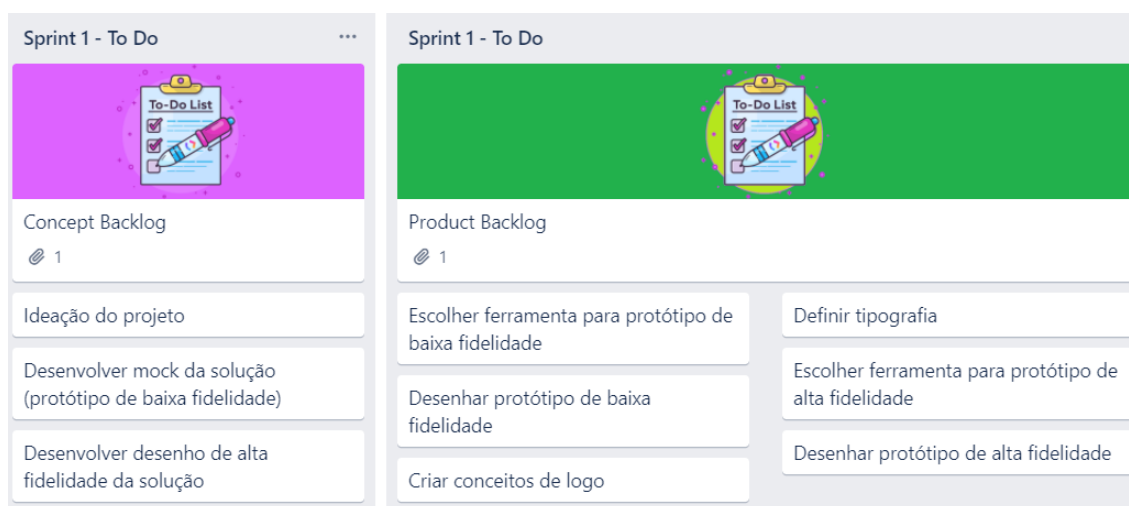 Sprint 1 - To Do
To-Do List
Concept Backlog
1
Ideação do projeto
Desenvolver mock da solução
(protótipo de baixa fidelidade)
Desenvolver desenho de alta
fidelidade da solução
Sprint 1 - To Do
To-Do List
Product Backlog
1
Escolher ferramenta para protótipo de
baixa fidelidade
Desenhar protótipo de baixa
fidelidade
Criar conceitos de logo
Definir tipografia
Escolher ferramenta para protótipo de
alta fidelidade
Desenhar protótipo de alta fidelidade